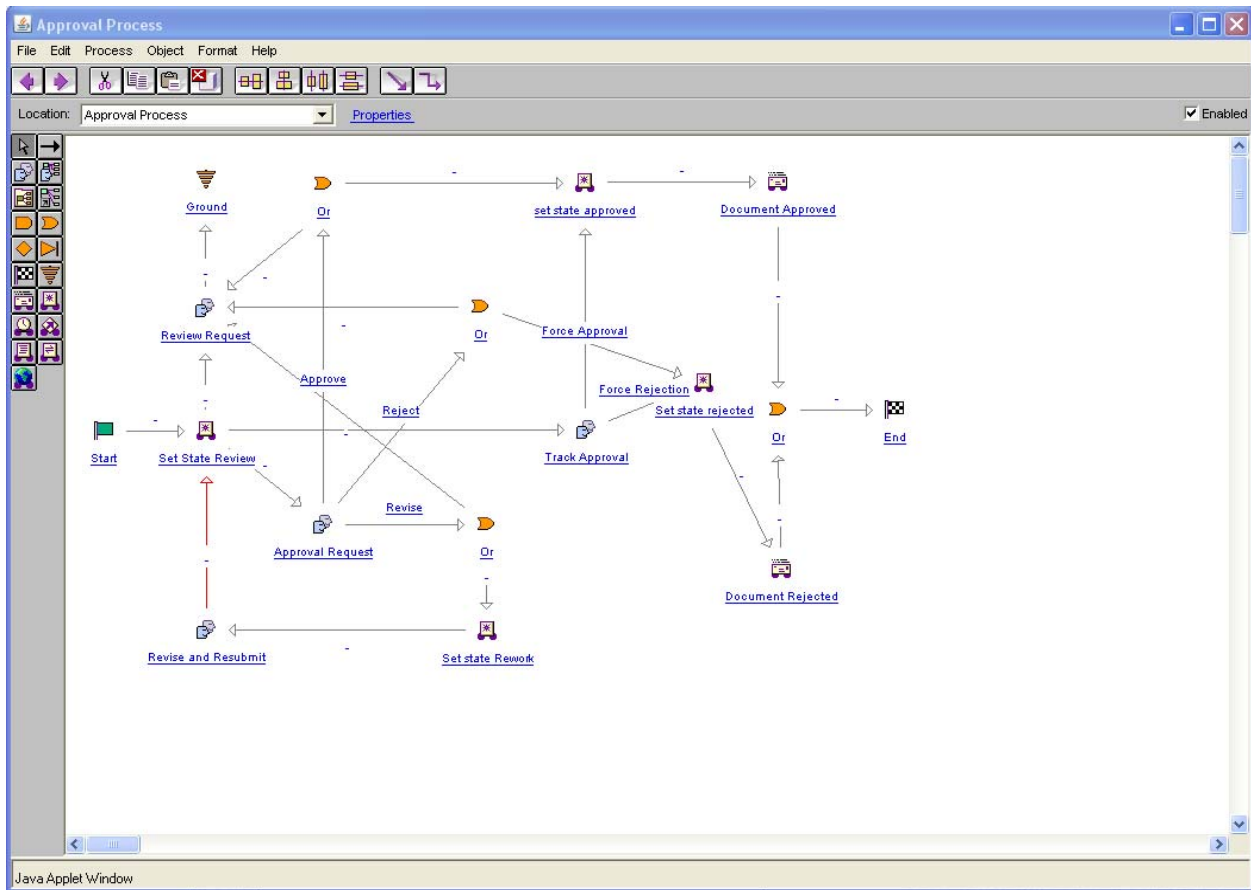 Approval Process
File Edit Process Object Format Help
Location: Approval Process Properties Enabled
Ground
Or
set state approved
Document Approved
Review Request
Or
Force Approval
Approve
Force Rejection
Reject
Set state rejected
Start
Set State Review
Track Approval
Or
End
Revise
Approval Request
Or
Document Rejected
Revise and Resubmit
Set state Rework
Java Applet Window